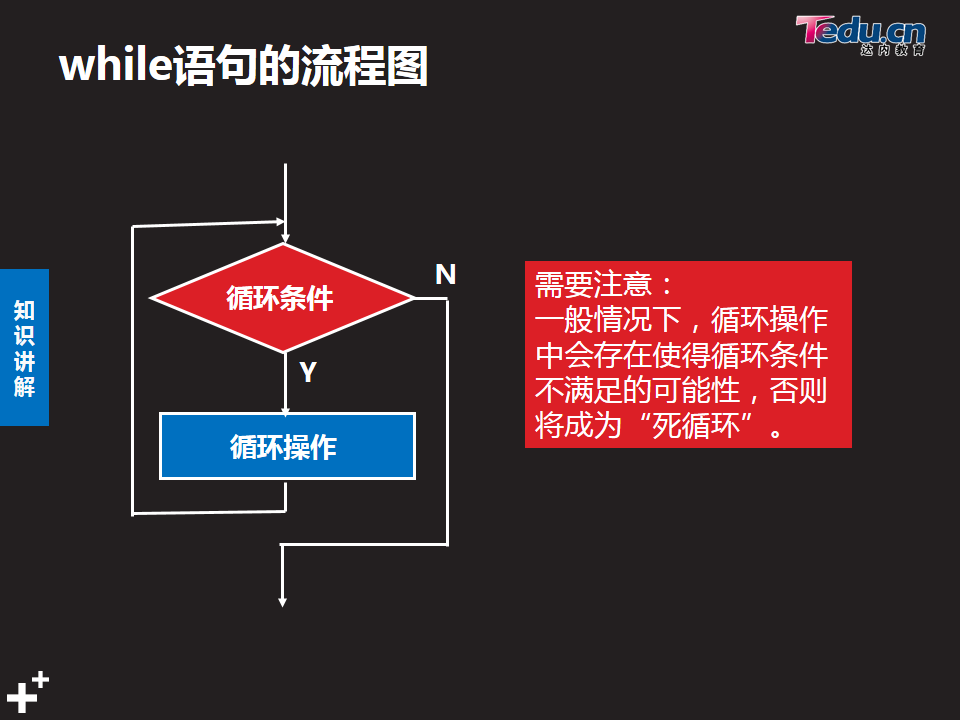 Tedu.cn
达内教育
while语句的流程图
循环条件
N
Y
循环操作
知识讲解
需要注意：
一般情况下，循环操作
中会存在使得循环条件
不满足的可能性，否则
将成为“死循环”。